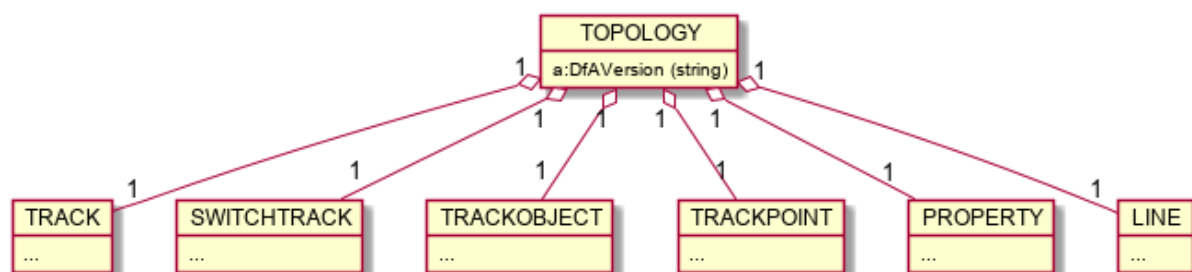 TOPOLOGY
a:DfAVersion (string)
1 1
1 1 1 1
1 1 1 1 1 1
TRACK SWITCHTRACK TRACKOBJECT TRACKPOINT PROPERTY LINE
... ... ... ... ... ...